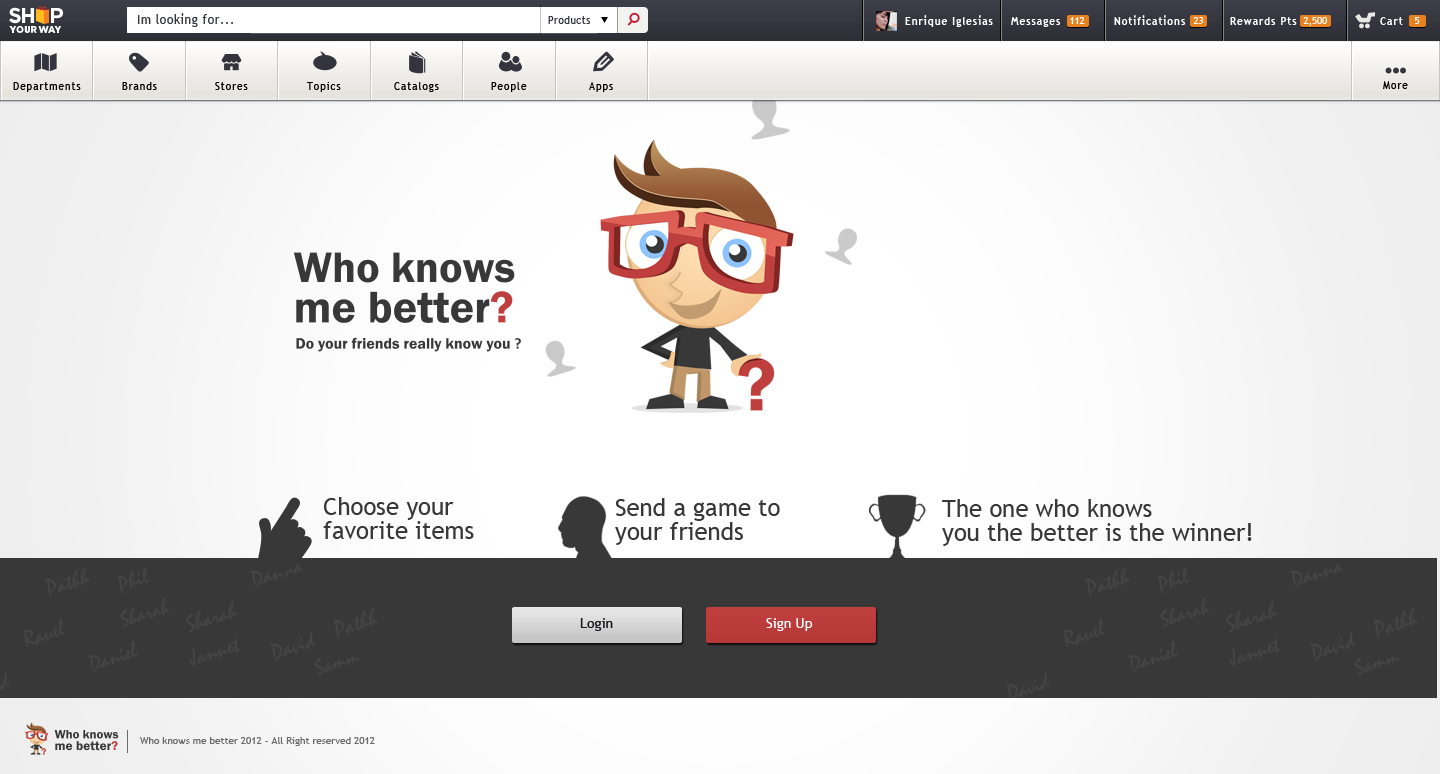 SHOP
YOUR WAY
Im looking for...
Products
Enrique Iglesias
Messages 112
Notifications 23
Rewards Pts 2,500
Cart 5
Departments
Brands
Stores
Topics
Catalogs
People
Apps
More
Who knows
me better?
Do your friends really know you ?
?
Choose your
favorite items
Send a game to
your friends
The one who knows
you the better is the winner!
Pathh Phil Danna
Sharah Sharah
Rauel Pathh
Daniel Jannet David
Samm
Login
Sign Up
Pathh Phil Danna
Sharah Sharah
Rauel Pathh
Daniel Jannet David
Samm
David
Who knows
me better?
Who knows me better 2012 - All Right reserved 2012